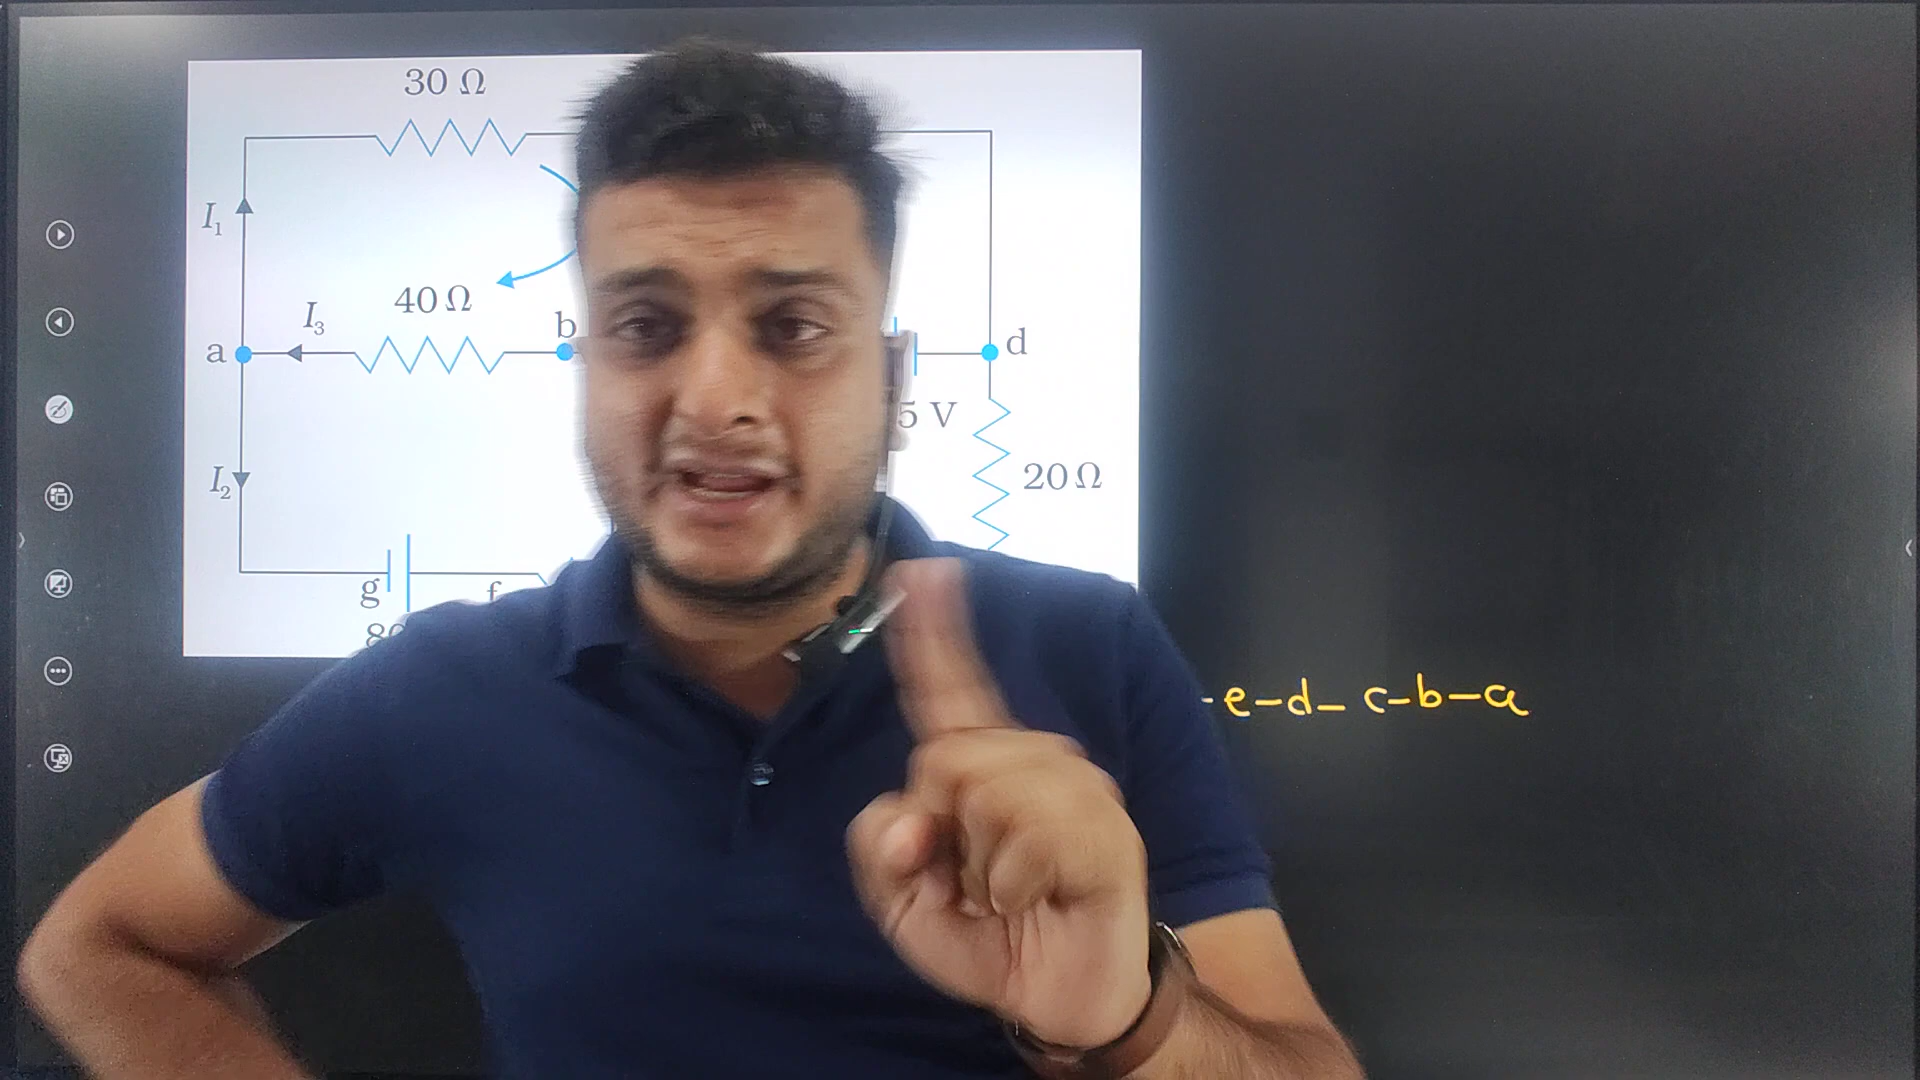 30 Ω
I₁
40 Ω
I₃
b
a
d
5 V
20 Ω
I₂
g
f
-e-d- c-b-a